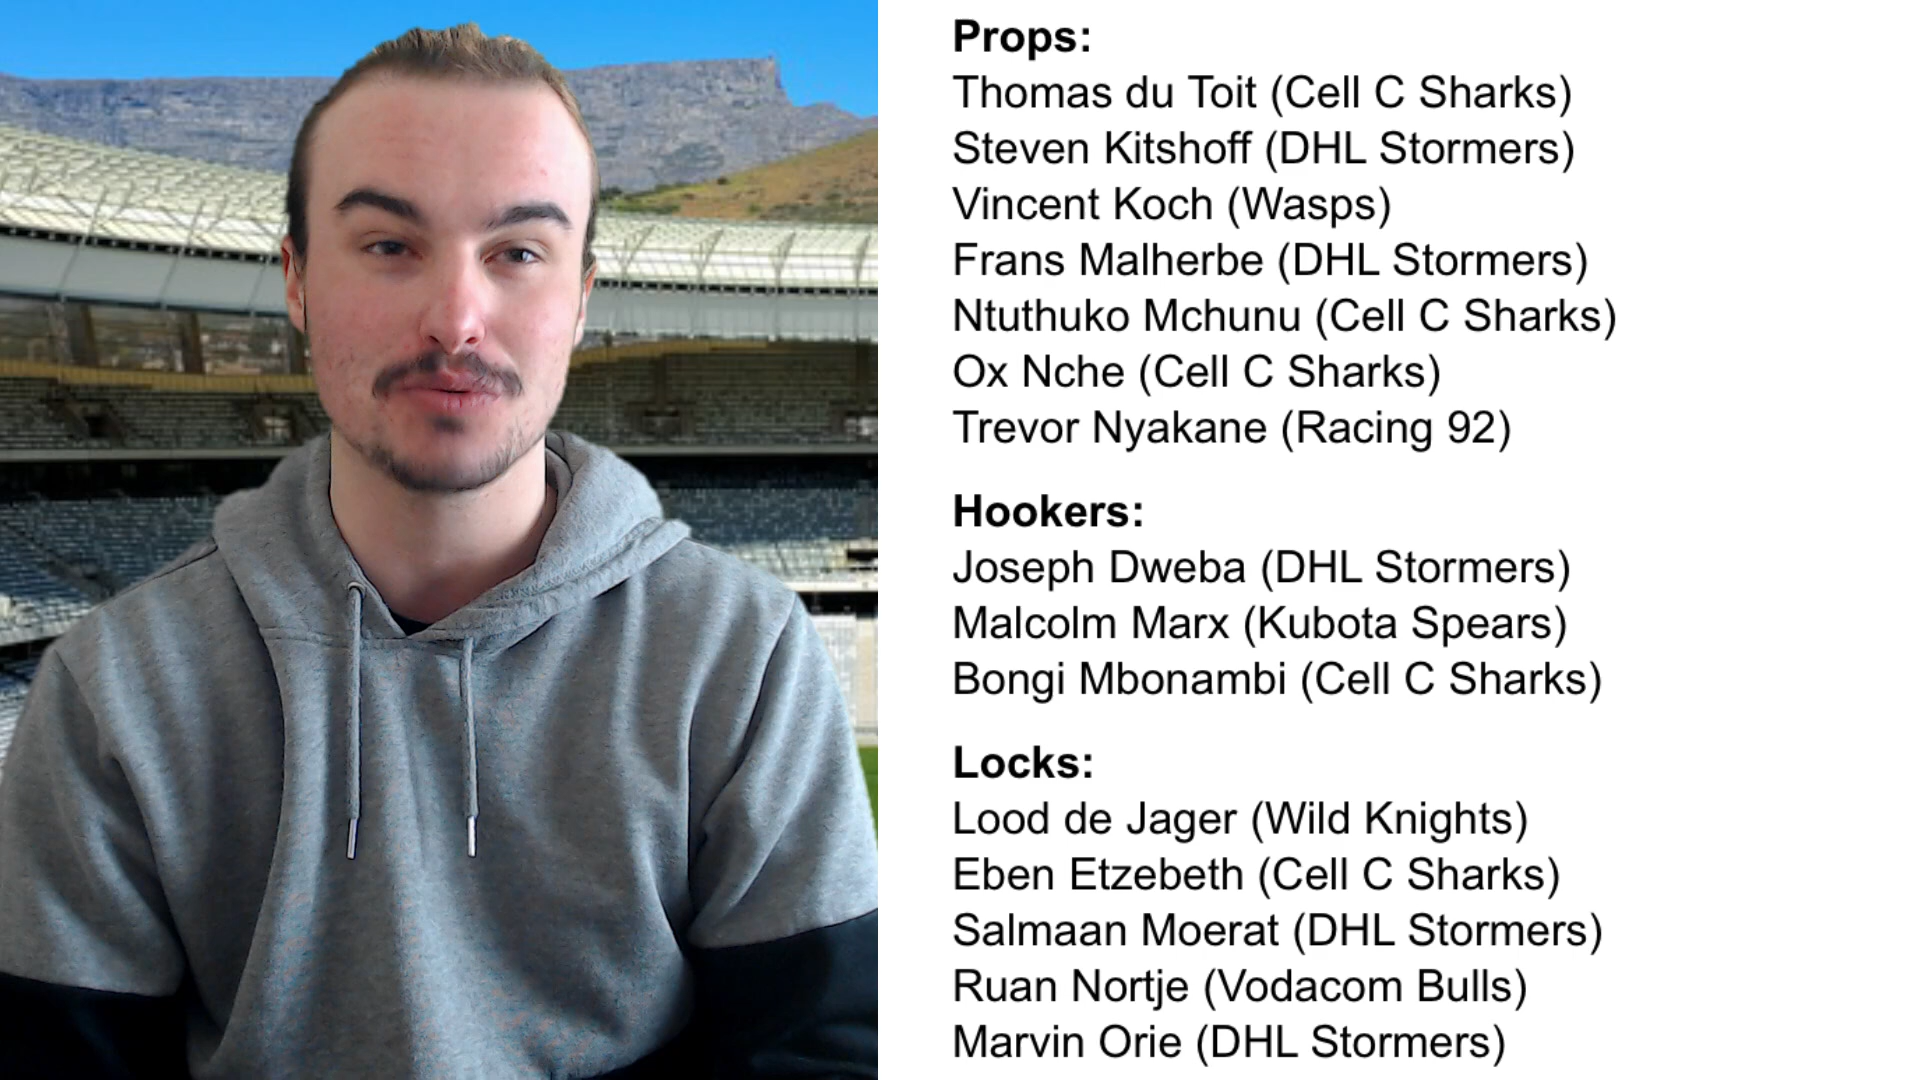 Props:
Thomas du Toit (Cell C Sharks)
Steven Kitshoff (DHL Stormers)
Vincent Koch (Wasps)
Frans Malherbe (DHL Stormers)
Ntuthuko Mchunu (Cell C Sharks)
Ox Nche (Cell C Sharks)
Trevor Nyakane (Racing 92)
Hookers:
Joseph Dweba (DHL Stormers)
Malcolm Marx (Kubota Spears)
Bongi Mbonambi (Cell C Sharks)
Locks:
Lood de Jager (Wild Knights)
Eben Etzebeth (Cell C Sharks)
Salmaan Moerat (DHL Stormers)
Ruan Nortje (Vodacom Bulls)
Marvin Orie (DHL Stormers)